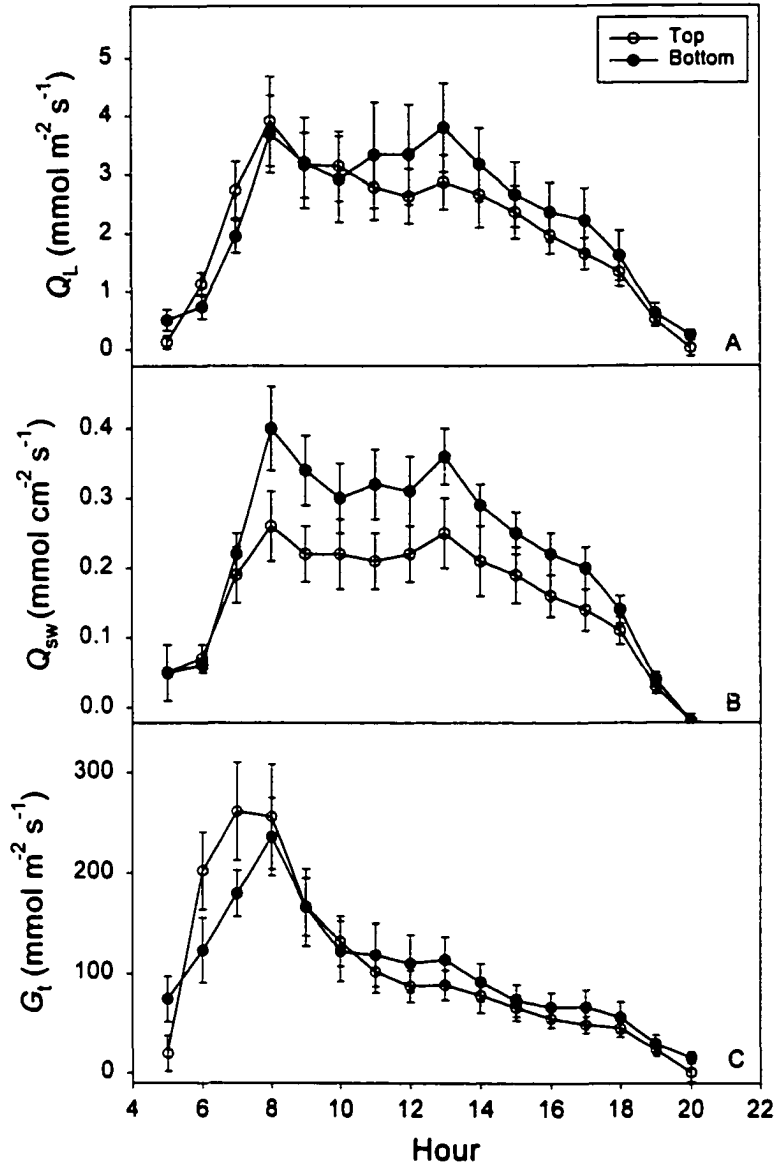 Top
Bottom
5
4
3
2
1
0
Q_L (mmol m⁻² s⁻¹)
A
0.4
0.3
0.2
0.1
0.0
Q_sw (mmol cm⁻² s⁻¹)
B
300
200
100
0
G_t (mmol m⁻² s⁻¹)
C
4 6 8 10 12 14 16 18 20 22
Hour